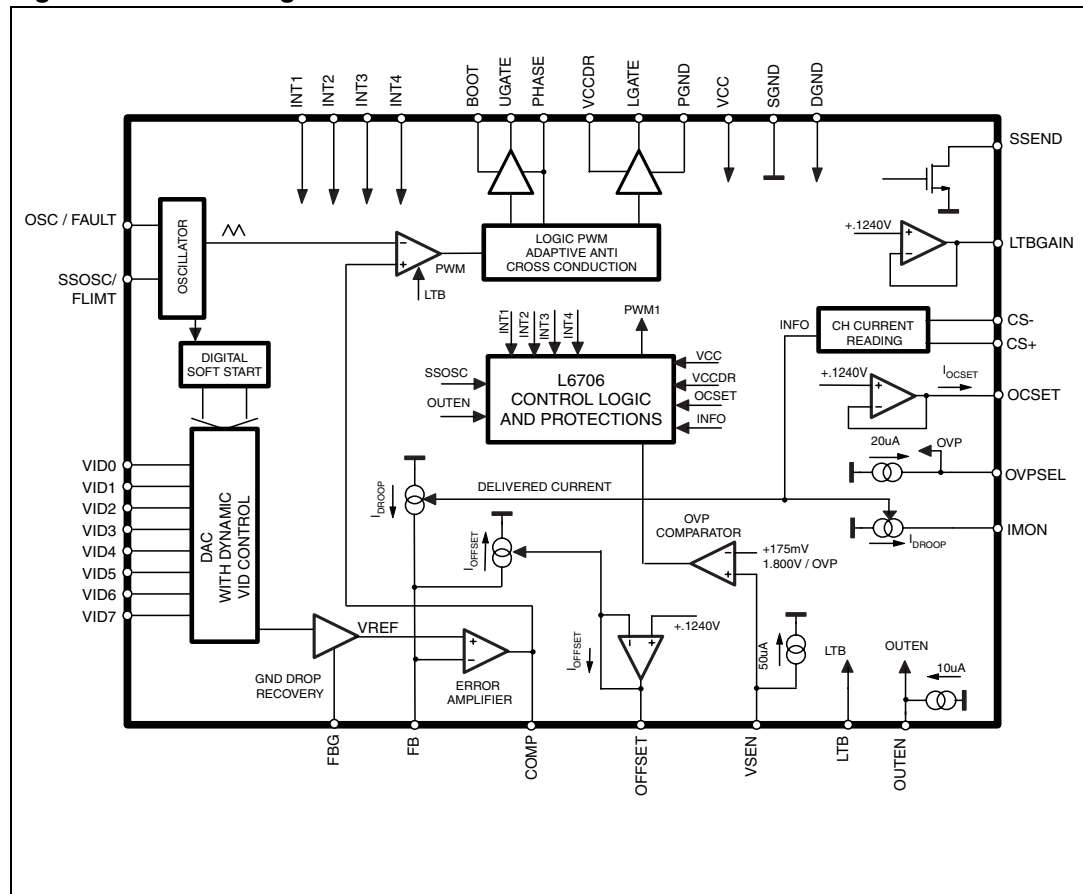 INT1
INT2
INT3
INT4
BOOT
UGATE
PHASE
VCCDR
LGATE
PGND
VCC
SGND
DGND
SSEND
OSC / FAULT
OSCILLATOR
SSOSC/
FLIMT
+.1240V
LTBGAIN
LOGIC PWM
ADAPTIVE ANTI
CROSS CONDUCTION
PWM
LTB
DIGITAL
SOFT START
INT1
INT2
INT3
INT4
PWM1
INFO
CH CURRENT
READING
CS-
CS+
SSOSC
OUTEN
L6706
CONTROL LOGIC
AND PROTECTIONS
VCC
VCCDR
OCSET
INFO
+.1240V
IOCSET
OCSET
20uA
OVP
OVPSEL
VID0
VID1
VID2
VID3
VID4
VID5
VID6
VID7
DAC
WITH DYNAMIC
VID CONTROL
IDROOP
DELIVERED CURRENT
IOFFSET
OVP
COMPARATOR
+175mV
1.800V / OVP
IDROOP
IMON
VREF
GND DROP
RECOVERY
ERROR
AMPLIFIER
IOFFSET
+.1240V
50uA
LTB
OUTEN
10uA
FBG
FB
COMP
OFFSET
VSEN
LTB
OUTEN